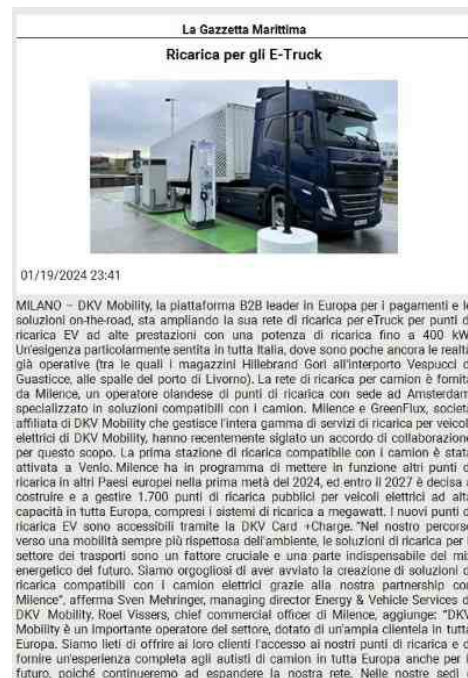 La Gazzetta Marittima
Ricarica per gli E-Truck
01/19/2024 23:41
MILANO – DKV Mobility, la piattaforma B2B leader in Europa per i pagamenti e le
soluzioni on-the-road, sta ampliando la sua rete di ricarica per eTruck per punti di
ricarica EV ad alte prestazioni con una potenza di ricarica fino a 400 kW.
Un'esigenza particolarmente sentita in tutta Italia, dove sono poche ancora le realtà
già operative (tra le quali i magazzini Hillebrand Gori all'interporto Vespucci di
Guasticce, alle spalle del porto di Livorno). La rete di ricarica per camion è fornita
da Milence, un operatore olandese di punti di ricarica con sede ad Amsterdam,
specializzato in soluzioni compatibili con i camion. Milence e GreenFlux, società
affiliata di DKV Mobility che gestisce l'intera gamma di servizi di ricarica per veicoli
elettrici di DKV Mobility, hanno recentemente siglato un accordo di collaborazione
per questo scopo. La prima stazione di ricarica compatibile con i camion è stata
attivata a Venlo. Milence ha in programma di mettere in funzione altri punti di
ricarica in altri Paesi europei nella prima metà del 2024, ed entro il 2027 è decisa a
costruire e a gestire 1.700 punti di ricarica pubblici per veicoli elettrici ad alta
capacità in tutta Europa, compresi i sistemi di ricarica a megawatt. I nuovi punti di
ricarica EV sono accessibili tramite la DKV Card +Charge. "Nel nostro percorso
verso una mobilità sempre più rispettosa dell'ambiente, le soluzioni di ricarica per il
settore dei trasporti sono un fattore cruciale e una parte indispensabile del mix
energetico del futuro. Siamo orgogliosi di aver avviato la creazione di soluzioni di
ricarica compatibili con i camion elettrici grazie alla nostra partnership con
Milence", afferma Sven Mehringer, managing director Energy & Vehicle Services di
DKV Mobility. Roel Vissers, chief commercial officer di Milence, aggiunge: "DKV
Mobility è un importante operatore del settore, dotato di un'ampia clientela in tutta
Europa. Siamo lieti di offrire ai loro clienti l'accesso ai nostri punti di ricarica e di
fornire un'esperienza completa agli autisti di camion in tutta Europa anche per il
futuro, poiché continueremo ad espandere la nostra rete. Nelle nostre sedi i